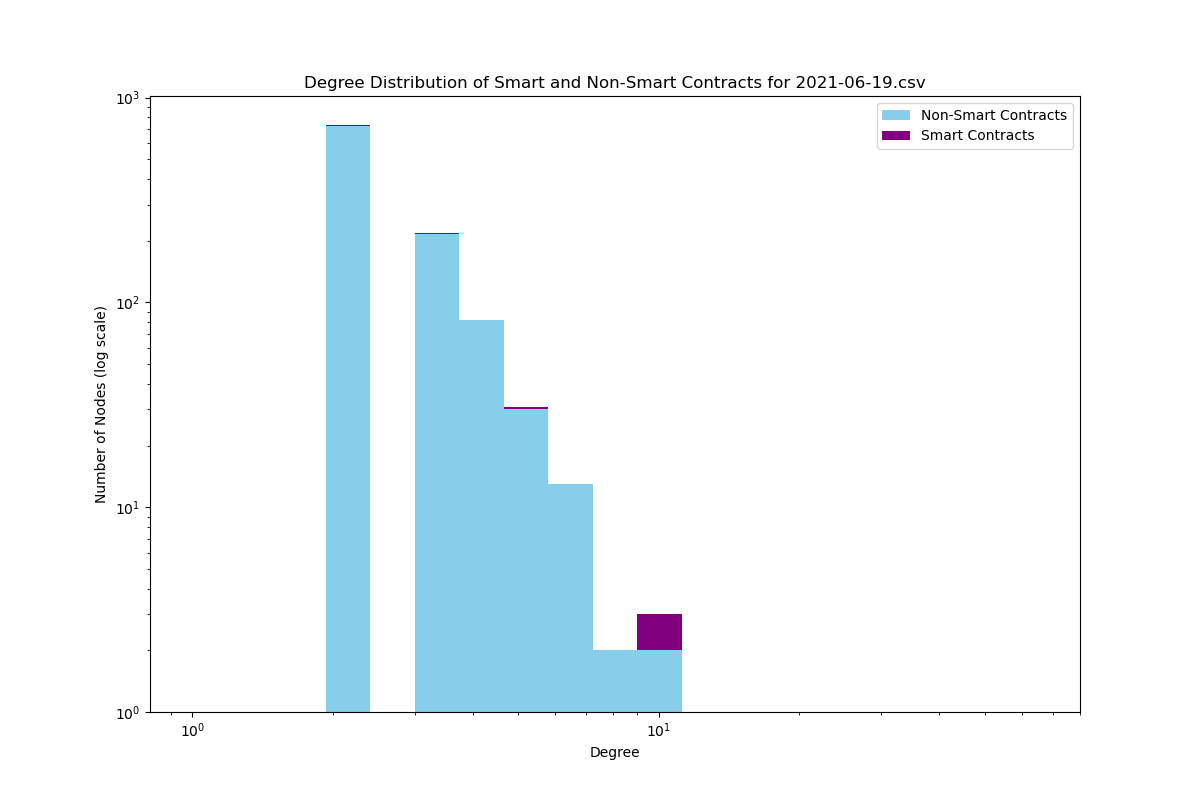 Degree Distribution of Smart and Non-Smart Contracts for 2021-06-19.csv
Non-Smart Contracts
Smart Contracts
Number of Nodes (log scale)
10³
10²
10¹
10⁰
10⁰ 10¹
Degree